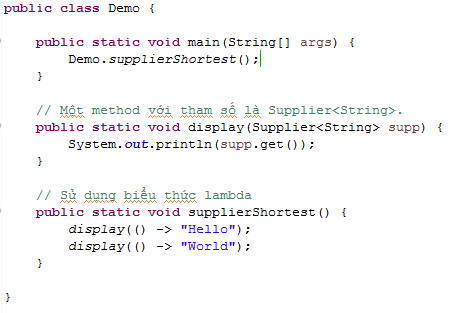 public class Demo {
public static void main(String[] args) {
Demo.supplierShortest();
}
// Một method với tham số là Supplier<String>.
public static void display(Supplier<String> supp) {
System.out.println(supp.get());
}
// Sử dụng biểu thức lambda
public static void supplierShortest() {
display(() -> "Hello");
display(() -> "World");
}
}